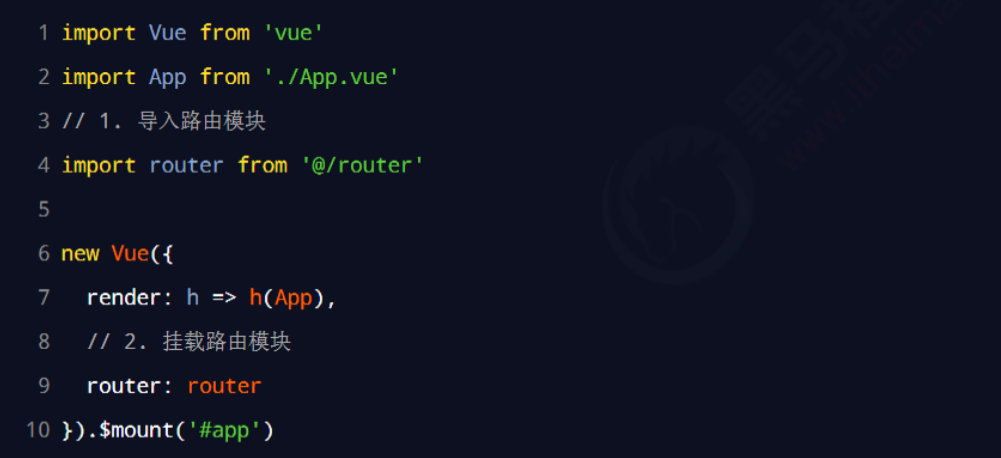 1 import Vue from 'vue'
2 import App from './App.vue'
3 // 1. 导入路由模块
4 import router from '@/router'
5
6 new Vue({
7   render: h => h(App),
8   // 2. 挂载路由模块
9   router: router
10 }).$mount('#app')